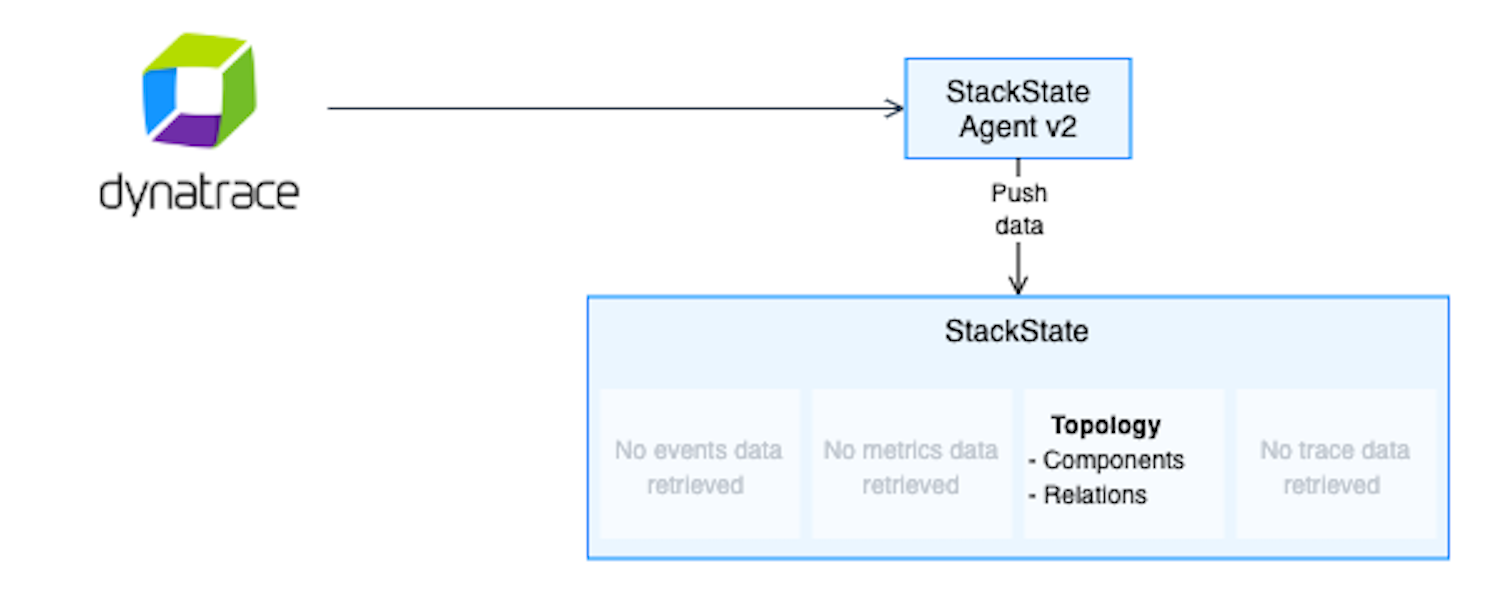 dynatrace
StackState
Agent v2
Push
data
StackState
No events data
retrieved
No metrics data
retrieved
Topology
- Components
- Relations
No trace data
retrieved